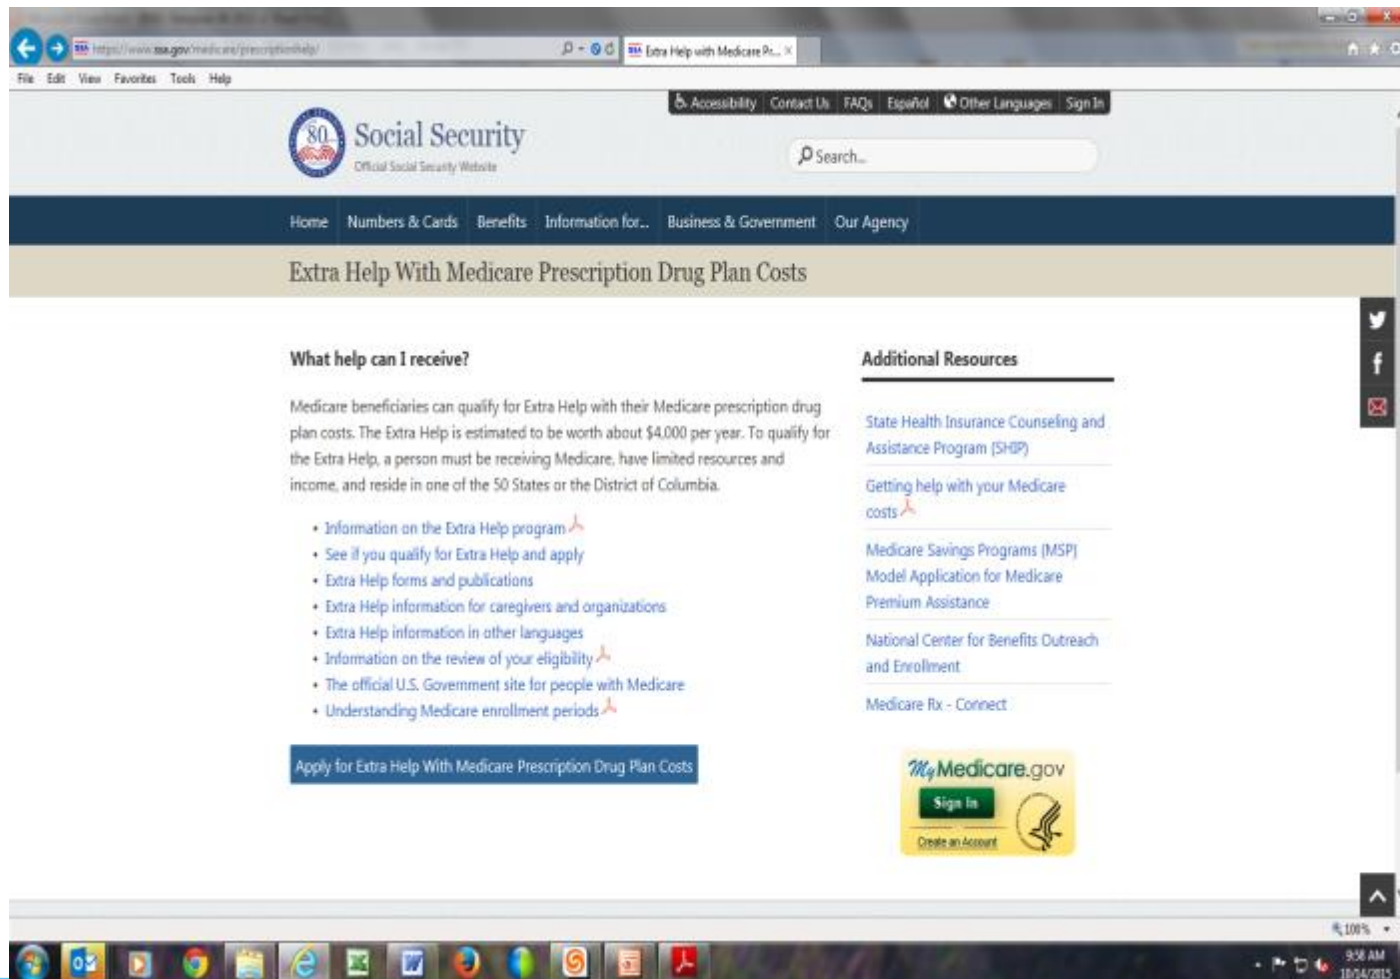 https://www.ssa.gov/medicare/prescriptionhelp/
Extra Help with Medicare Pr...
File Edit View Favorites Tools Help
Accessibility Contact Us FAQs Español Other Languages Sign In
80
Social Security
Official Social Security Website
Search...
Home Numbers & Cards Benefits Information for... Business & Government Our Agency
Extra Help With Medicare Prescription Drug Plan Costs
What help can I receive?
Medicare beneficiaries can qualify for Extra Help with their Medicare prescription drug
plan costs. The Extra Help is estimated to be worth about $4,000 per year. To qualify for
the Extra Help, a person must be receiving Medicare, have limited resources and
income, and reside in one of the 50 States or the District of Columbia.
• Information on the Extra Help program
• See if you qualify for Extra Help and apply
• Extra Help forms and publications
• Extra Help information for caregivers and organizations
• Extra Help information in other languages
• Information on the review of your eligibility
• The official U.S. Government site for people with Medicare
• Understanding Medicare enrollment periods
Apply for Extra Help With Medicare Prescription Drug Plan Costs
Additional Resources
State Health Insurance Counseling and
Assistance Program (SHIP)
Getting help with your Medicare
costs
Medicare Savings Programs (MSP)
Model Application for Medicare
Premium Assistance
National Center for Benefits Outreach
and Enrollment
Medicare Rx - Connect
MyMedicare.gov
Sign In
Create an Account
100%
9:58 AM
10/14/2015